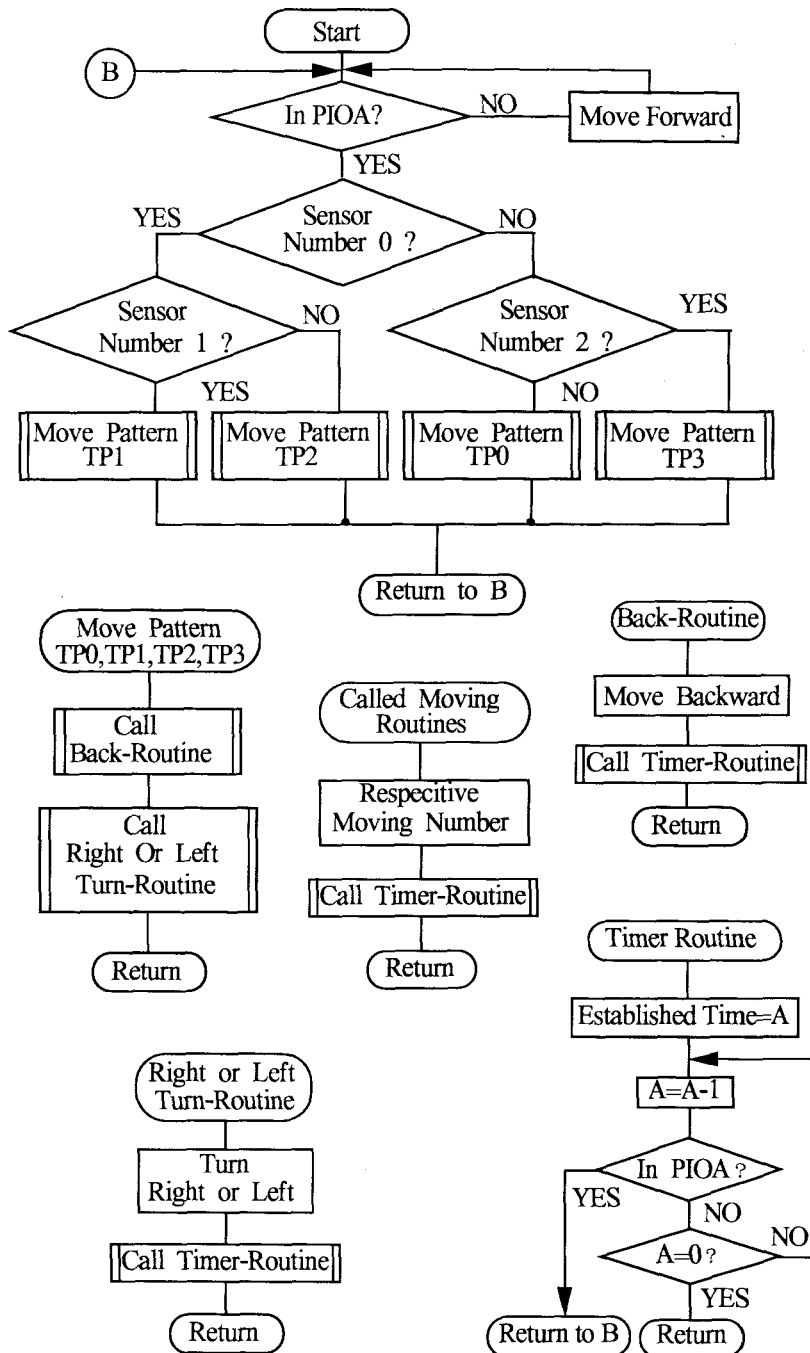 Start
B
In PIOA?
NO
Move Forward
YES
YES
Sensor
Number 0 ?
NO
Sensor
Number 1 ?
NO
Sensor
Number 2 ?
YES
YES
NO
Move Pattern
TP1
Move Pattern
TP2
Move Pattern
TP0
Move Pattern
TP3
Return to B
Move Pattern
TP0,TP1,TP2,TP3
Call
Back-Routine
Call
Right Or Left
Turn-Routine
Return
Called Moving
Routines
Respecitive
Moving Number
Call Timer-Routine
Return
Back-Routine
Move Backward
Call Timer-Routine
Return
Right or Left
Turn-Routine
Turn
Right or Left
Call Timer-Routine
Return
Timer Routine
Established Time=A
A=A-1
In PIOA?
YES
NO
A=0?
NO
YES
Return to B
Return